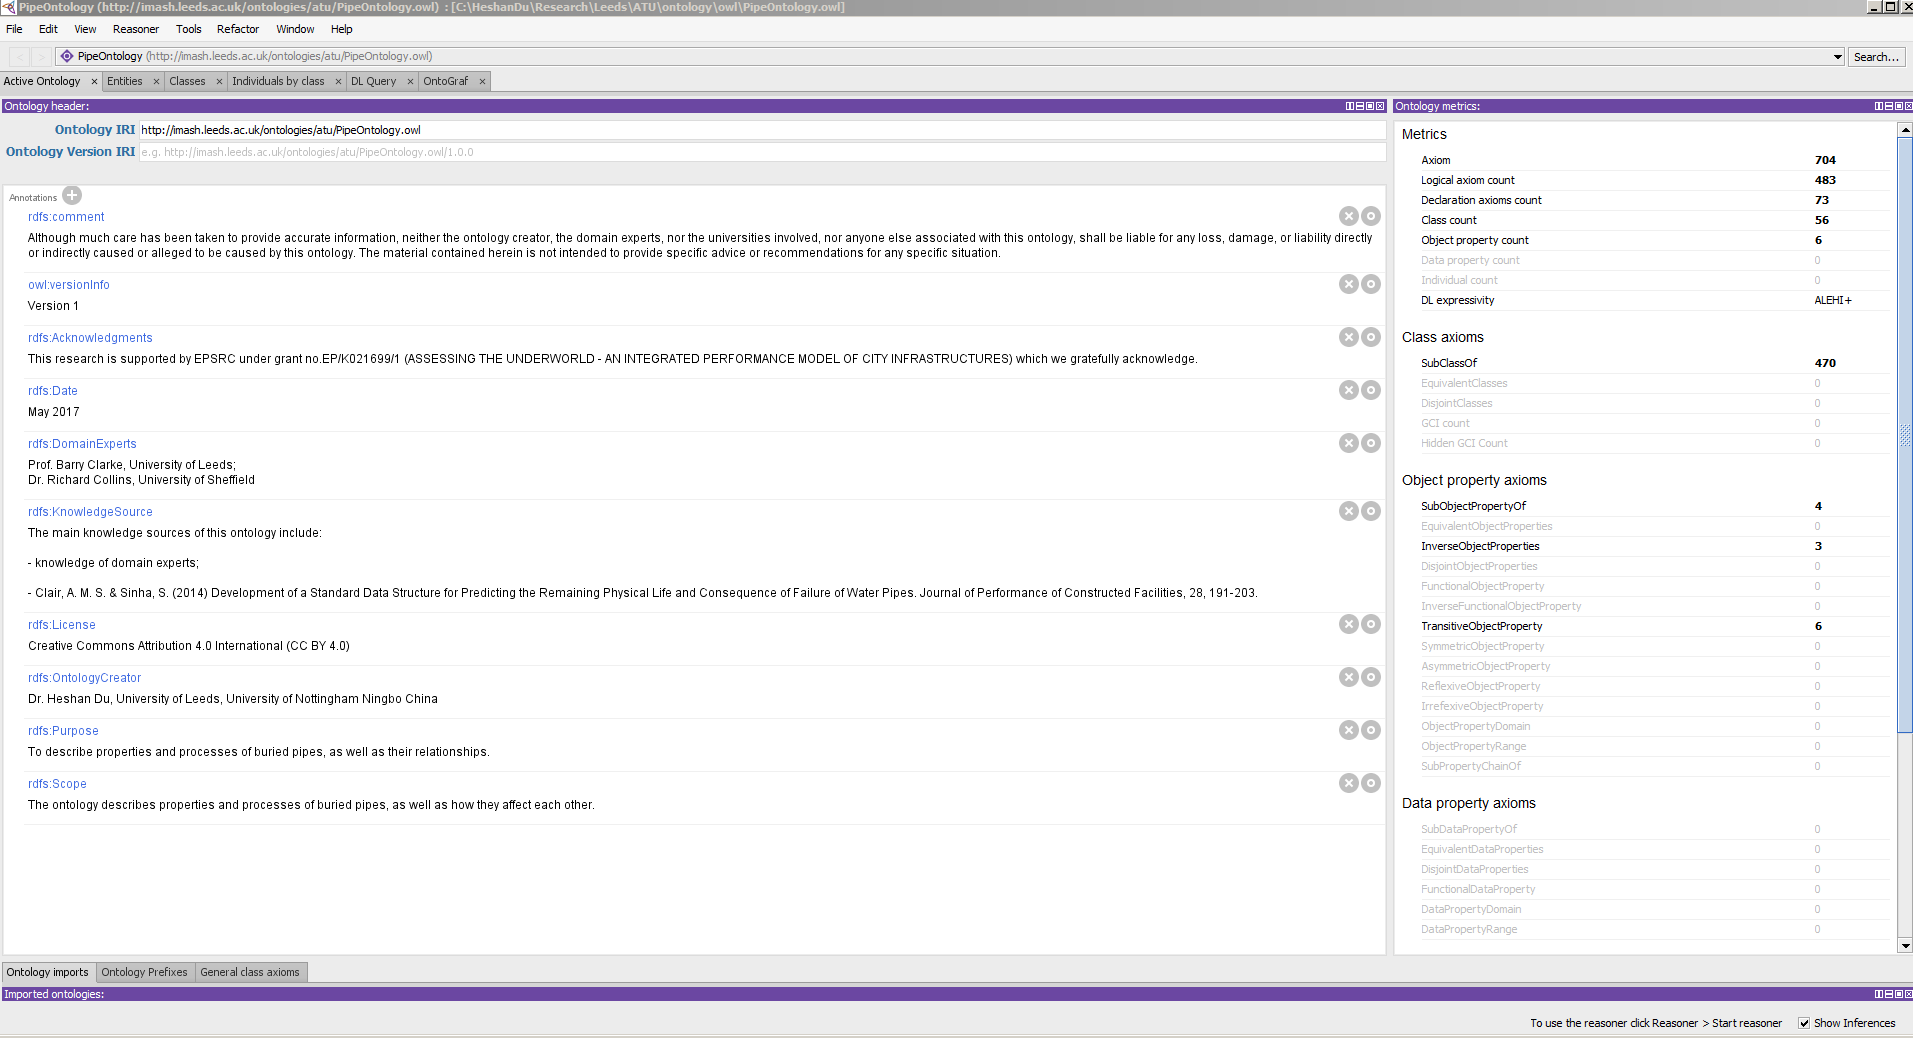 PipeOntology (http://imash.leeds.ac.uk/ontologies/atu/PipeOntology.owl) : [C:\HeshanDu\Research\Leeds\ATU\ontology\owl\PipeOntology.owl]
File Edit View Reasoner Tools Refactor Window Help
PipeOntology (http://imash.leeds.ac.uk/ontologies/atu/PipeOntology.owl)
Search...
Active Ontology Entities Classes Individuals by class DL Query OntoGraf
Ontology header:
Ontology IRI http://imash.leeds.ac.uk/ontologies/atu/PipeOntology.owl
Ontology Version IRI e.g. http://imash.leeds.ac.uk/ontologies/atu/PipeOntology.owl/1.0.0
Annotations
rdfs:comment
Although much care has been taken to provide accurate information, neither the ontology creator, the domain experts, nor the universities involved, nor anyone else associated with this ontology, shall be liable for any loss, damage, or liability directly
or indirectly caused or alleged to be caused by this ontology. The material contained herein is not intended to provide specific advice or recommendations for any specific situation.
owl:versionInfo
Version 1
rdfs:Acknowledgments
This research is supported by EPSRC under grant no.EP/K021699/1 (ASSESSING THE UNDERWORLD - AN INTEGRATED PERFORMANCE MODEL OF CITY INFRASTRUCTURES) which we gratefully acknowledge.
rdfs:Date
May 2017
rdfs:DomainExperts
Prof. Barry Clarke, University of Leeds;
Dr. Richard Collins, University of Sheffield
rdfs:KnowledgeSource
The main knowledge sources of this ontology include:
- knowledge of domain experts;
- Clair, A. M. S. & Sinha, S. (2014) Development of a Standard Data Structure for Predicting the Remaining Physical Life and Consequence of Failure of Water Pipes. Journal of Performance of Constructed Facilities, 28, 191-203.
rdfs:License
Creative Commons Attribution 4.0 International (CC BY 4.0)
rdfs:OntologyCreator
Dr. Heshan Du, University of Leeds, University of Nottingham Ningbo China
rdfs:Purpose
To describe properties and processes of buried pipes, as well as their relationships.
rdfs:Scope
The ontology describes properties and processes of buried pipes, as well as how they affect each other.
Ontology metrics:
Metrics
Axiom 704
Logical axiom count 483
Declaration axioms count 73
Class count 56
Object property count 6
Data property count 0
Individual count 0
DL expressivity ALEHI+
Class axioms
SubClassOf 470
EquivalentClasses 0
DisjointClasses 0
GCI count 0
Hidden GCI Count 0
Object property axioms
SubObjectPropertyOf 4
EquivalentObjectProperties 0
InverseObjectProperties 3
DisjointObjectProperties 0
FunctionalObjectProperty 0
InverseFunctionalObjectProperty 0
TransitiveObjectProperty 6
SymmetricObjectProperty 0
AsymmetricObjectProperty 0
ReflexiveObjectProperty 0
IrrefexiveObjectProperty 0
ObjectPropertyDomain 0
ObjectPropertyRange 0
SubPropertyChainOf 0
Data property axioms
SubDataPropertyOf 0
EquivalentDataProperties 0
DisjointDataProperties 0
FunctionalDataProperty 0
DataPropertyDomain 0
DataPropertyRange 0
Ontology imports Ontology Prefixes General class axioms
Imported ontologies:
To use the reasoner click Reasoner > Start reasoner Show Inferences